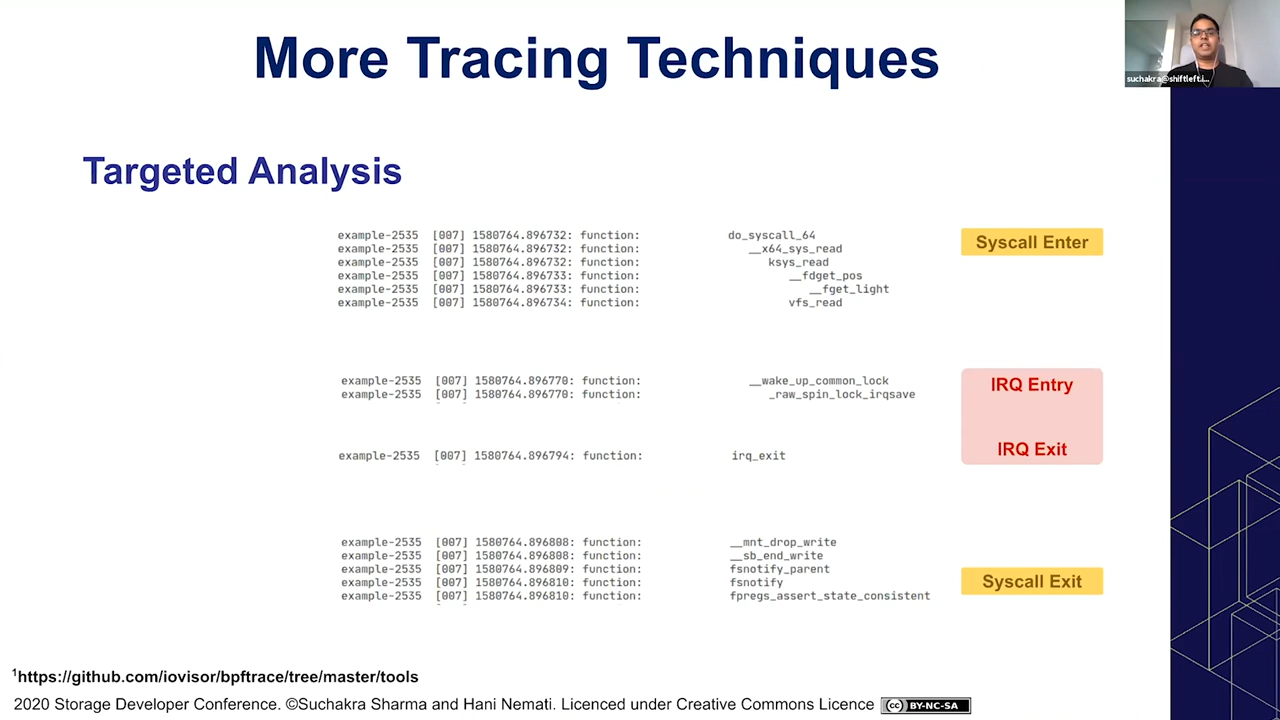 More Tracing Techniques
suchakra@shiftleft.i...
Targeted Analysis
example-2535 [007] 1580764.896732: function: do_syscall_64
example-2535 [007] 1580764.896732: function: __x64_sys_read
example-2535 [007] 1580764.896732: function: ksys_read
example-2535 [007] 1580764.896733: function: __fdget_pos
example-2535 [007] 1580764.896733: function: __fget_light
example-2535 [007] 1580764.896734: function: vfs_read
Syscall Enter
example-2535 [007] 1580764.896770: function: __wake_up_common_lock
example-2535 [007] 1580764.896770: function: _raw_spin_lock_irqsave
IRQ Entry
example-2535 [007] 1580764.896794: function: irq_exit
IRQ Exit
example-2535 [007] 1580764.896808: function: __mnt_drop_write
example-2535 [007] 1580764.896808: function: __sb_end_write
example-2535 [007] 1580764.896809: function: fsnotify_parent
example-2535 [007] 1580764.896810: function: fsnotify
example-2535 [007] 1580764.896810: function: fpregs_assert_state_consistent
Syscall Exit
1https://github.com/iovisor/bpftrace/tree/master/tools
2020 Storage Developer Conference. ©Suchakra Sharma and Hani Nemati. Licenced under Creative Commons Licence (cc) BY-NC-SA